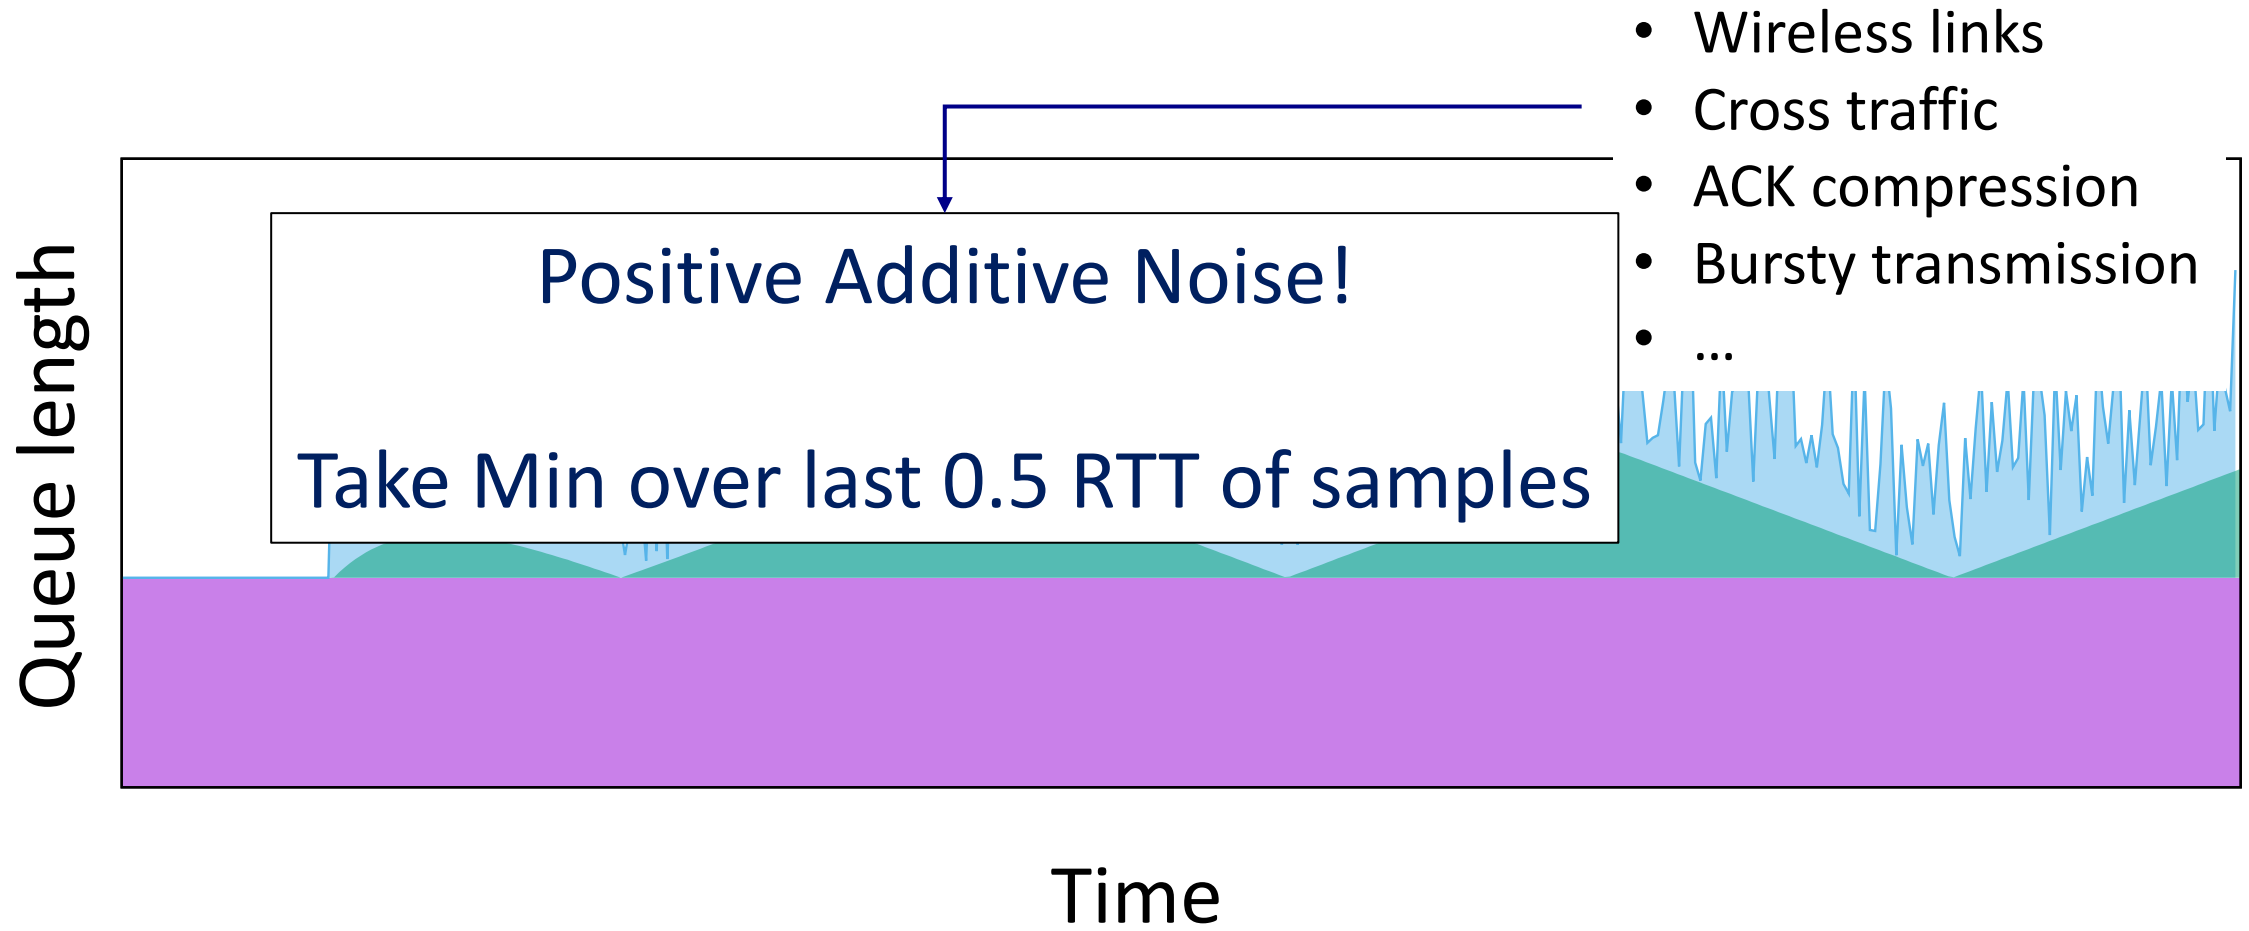 • Wireless links
• Cross traffic
• ACK compression
• Bursty transmission
• ...
Positive Additive Noise!
Take Min over last 0.5 RTT of samples
Queue length
Time